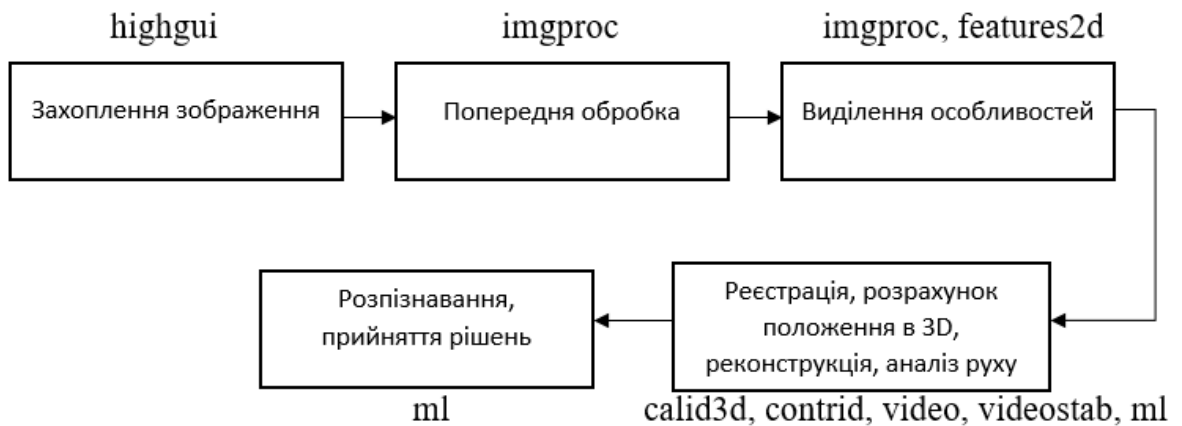 highgui
imgproc
imgproc, features2d
Захоплення зображення
Попередня обробка
Виділення особливостей
Реєстрація, розрахунок
положення в 3D,
реконструкція, аналіз руху
calid3d, contrid, video, videostab, ml
Розпізнавання,
прийняття рішень
ml